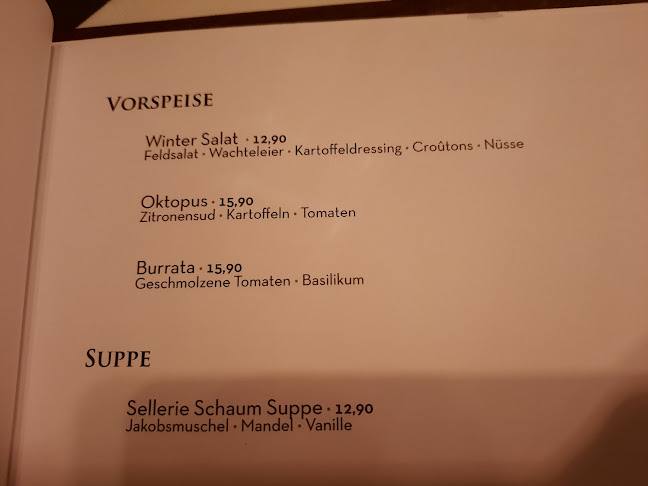 VORSPEISE
Winter Salat • 12,90
Feldsalat • Wachteleier • Kartoffeldressing • Croûtons • Nüsse
Oktopus • 15,90
Zitronensud • Kartoffeln • Tomaten
Burrata • 15,90
Geschmolzene Tomaten • Basilikum
SUPPE
Sellerie Schaum Suppe • 12,90
Jakobsmuschel • Mandel • Vanille